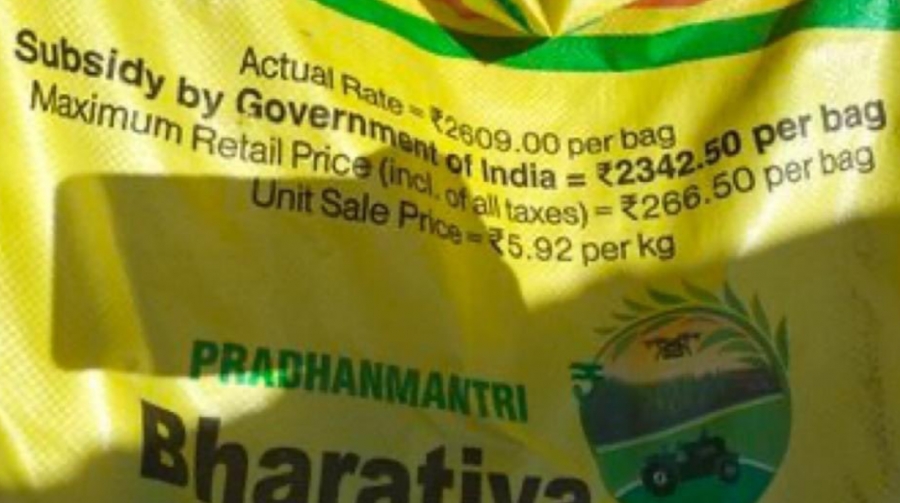 Actual Rate = ₹2609.00 per bag
Subsidy by Government of India = ₹2342.50 per bag
Maximum Retail Price (incl. of all taxes) = ₹266.50 per bag
Unit Sale Price = ₹5.92 per kg
PRADHANMANTRI
Bharatiya
₹